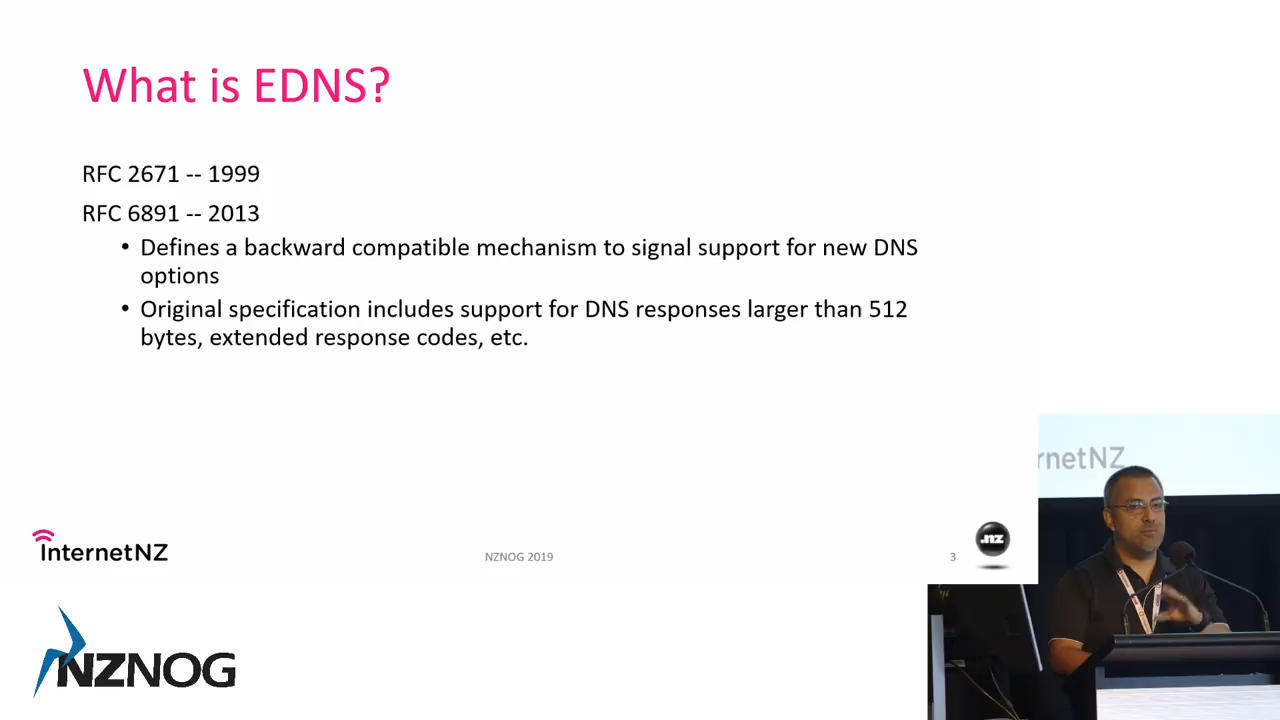 What is EDNS?
RFC 2671 -- 1999
RFC 6891 -- 2013
• Defines a backward compatible mechanism to signal support for new DNS
options
• Original specification includes support for DNS responses larger than 512
bytes, extended response codes, etc.
rnetNZ
InternetNZ
NZNOG 2019
3
.nz
NZNOG